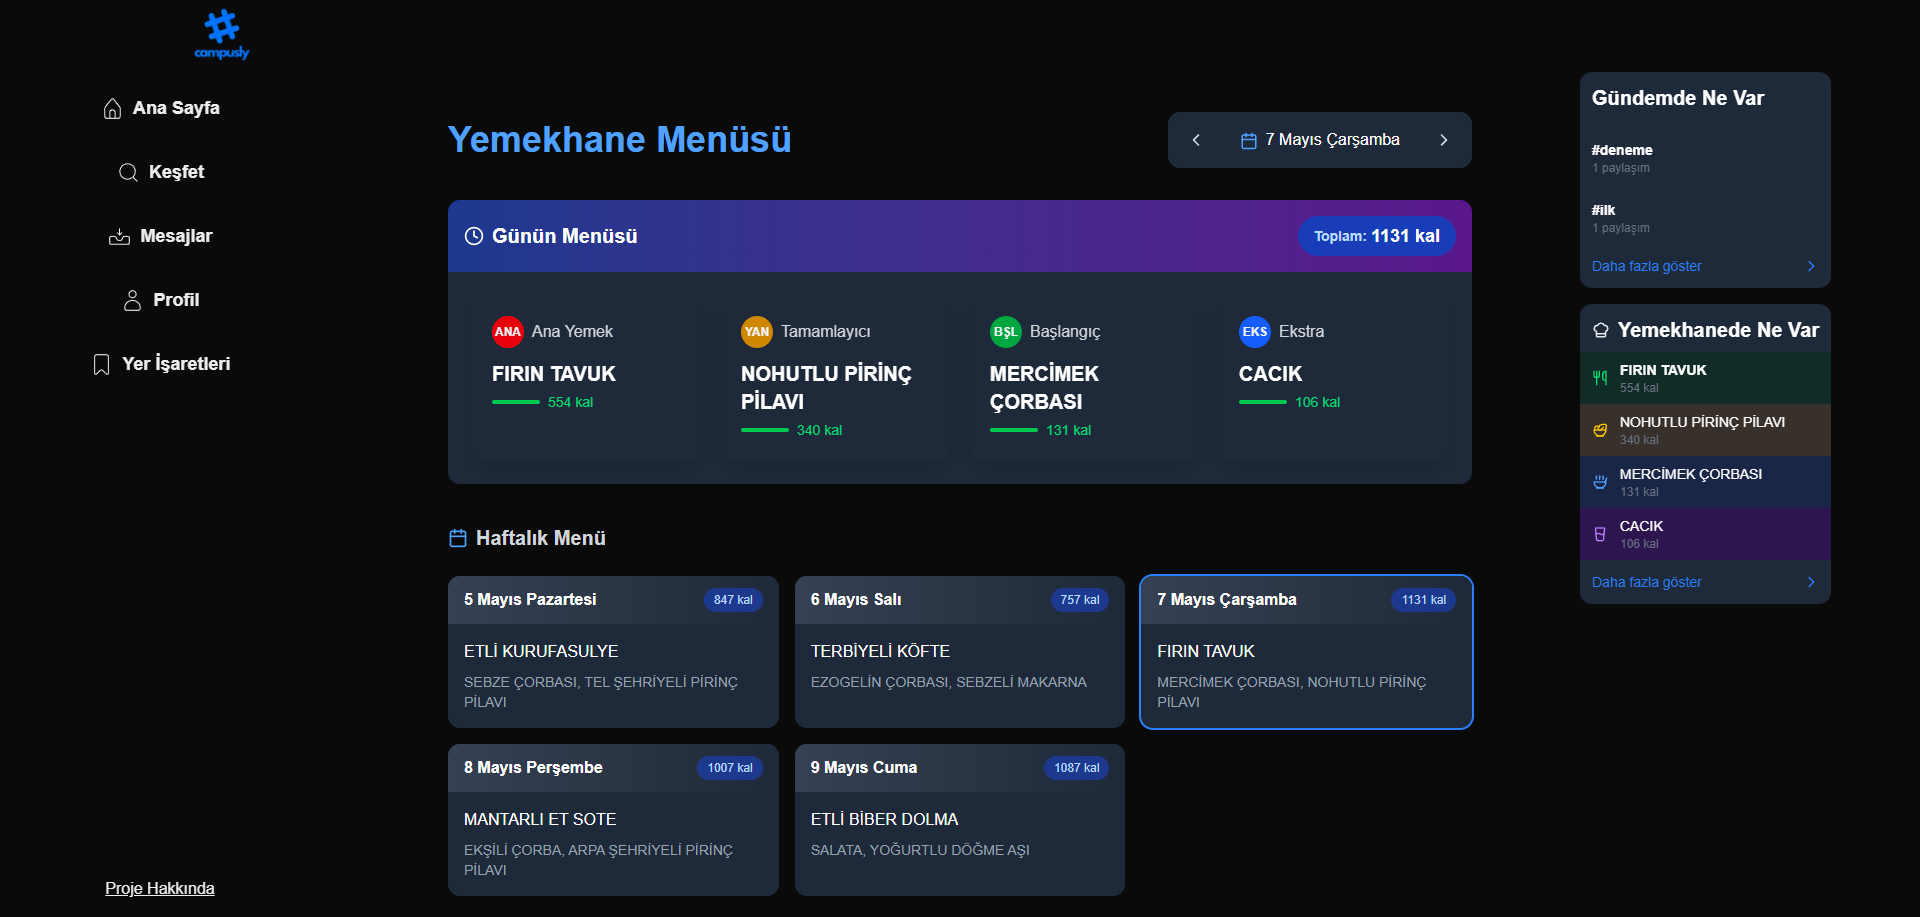 campusly
Ana Sayfa
Keşfet
Mesajlar
Profil
Yer İşaretleri
Proje Hakkında
Yemekhane Menüsü
7 Mayıs Çarşamba
Günün Menüsü
Toplam: 1131 kal
ANA Ana Yemek
FIRIN TAVUK
554 kal
YAN Tamamlayıcı
NOHUTLU PİRİNÇ
PİLAVI
340 kal
BŞL Başlangıç
MERCİMEK
ÇORBASI
131 kal
EKS Ekstra
CACIK
106 kal
Haftalık Menü
5 Mayıs Pazartesi 847 kal
ETLİ KURUFASULYE
SEBZE ÇORBASI, TEL ŞEHRİYELİ PİRİNÇ
PİLAVI
6 Mayıs Salı 757 kal
TERBİYELİ KÖFTE
EZOGELİN ÇORBASI, SEBZELİ MAKARNA
7 Mayıs Çarşamba 1131 kal
FIRIN TAVUK
MERCİMEK ÇORBASI, NOHUTLU PİRİNÇ
PİLAVI
8 Mayıs Perşembe 1007 kal
MANTARLI ET SOTE
EKŞİLİ ÇORBA, ARPA ŞEHRİYELİ PİRİNÇ
PİLAVI
9 Mayıs Cuma 1087 kal
ETLİ BİBER DOLMA
SALATA, YOĞURTLU DÖĞME AŞI
Gündemde Ne Var
#deneme
1 paylaşım
#ilk
1 paylaşım
Daha fazla göster
Yemekhanede Ne Var
FIRIN TAVUK
554 kal
NOHUTLU PİRİNÇ PİLAVI
340 kal
MERCİMEK ÇORBASI
131 kal
CACIK
106 kal
Daha fazla göster